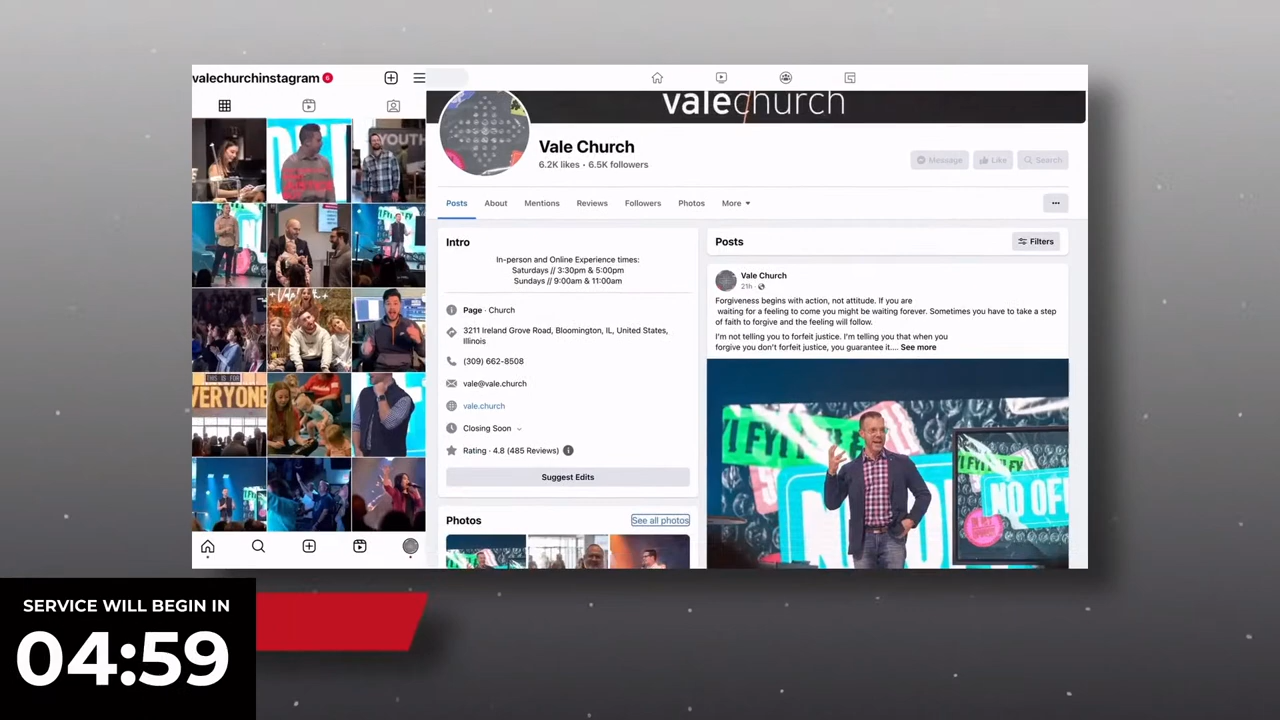 valechurchinstagram 6
YOUTH
THIS IS FOR
EVERYONE
valechurch
Vale Church
6.2K likes • 6.5K followers
Message
Like
Search
Posts
About
Mentions
Reviews
Followers
Photos
More
Intro
In-person and Online Experience times:
Saturdays // 3:30pm & 5:00pm
Sundays // 9:00am & 11:00am
Page · Church
3211 Ireland Grove Road, Bloomington, IL, United States,
Illinois
(309) 662-8508
vale@vale.church
vale.church
Closing Soon
Rating · 4.8 (485 Reviews)
Suggest Edits
Photos
See all photos
Posts
Filters
Vale Church
21h ·
Forgiveness begins with action, not attitude. If you are
waiting for a feeling to come you might be waiting forever. Sometimes you have to take a step
of faith to forgive and the feeling will follow.
I'm not telling you to forfeit justice. I'm telling you that when you
forgive you don't forfeit justice, you guarantee it.... See more
NO OF
SERVICE WILL BEGIN IN
04:59